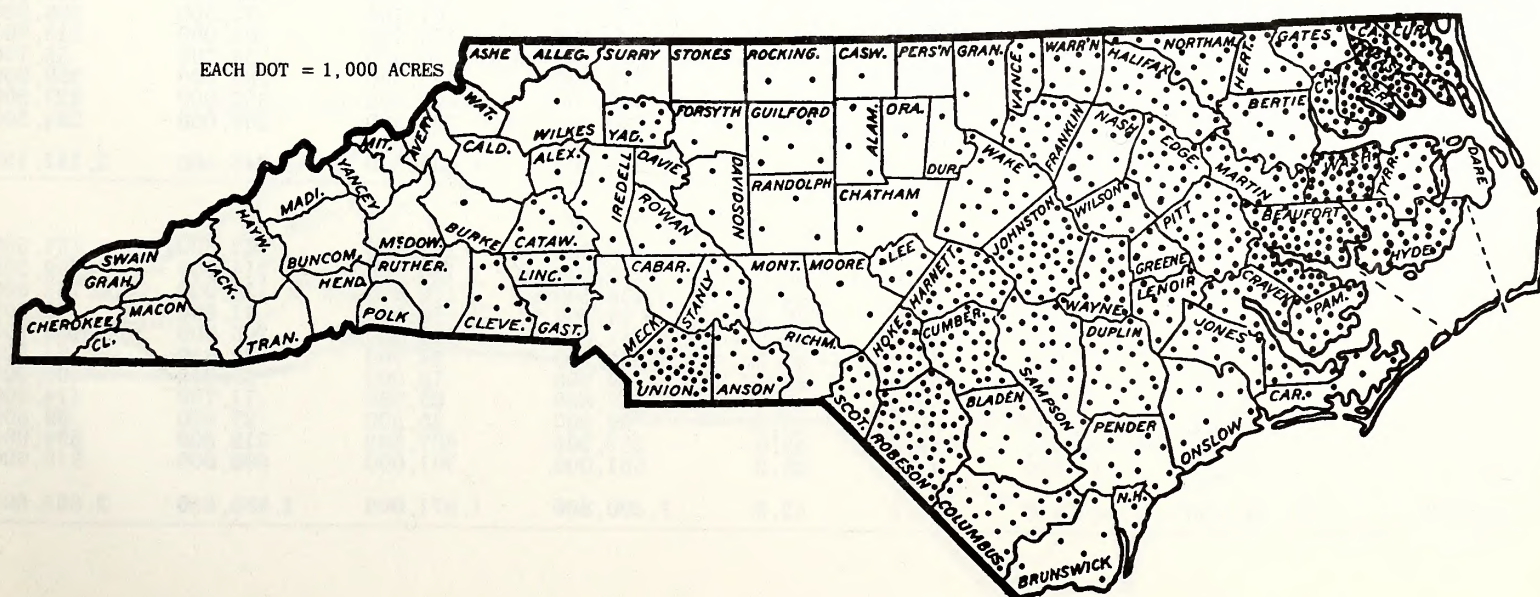 EACH DOT = 1,000 ACRES
ASHE
ALLEG.
SURRY
STOKES
ROCKING.
CASW.
PERS'N
GRAN.
VANCE
WARR'N
HALIFAX
NORTHAM.
HERT.
GATES
CUR.
CH.
WAT.
WILKES
YAD.
FORSYTH
GUILFORD
ALAM.
ORA.
DUR.
FRANKLIN
NASH
EDGE.
BERTIE
MIT.
AVERY
CALD.
ALEX.
IREDELL
DAVIE
DAVIDSON
RANDOLPH
CHATHAM
WAKE
WILSON
MARTIN
WASH.
TYRR.
DARE
MADI.
YANCEY
BURKE
CATAW.
ROWAN
JOHNSTON
PITT
BEAUFORT
HYDE
SWAIN
HAYW.
BUNCOM.
McDOW.
LINC.
CABAR.
STANLY
MONT.
MOORE
LEE
HARNETT
WAYNE
GREENE
LENOIR
CRAVEN
PAM.
GRAH.
JACK.
HEND.
RUTHER.
CHEROKEE
MACON
CL.
TRAN.
POLK
CLEVE.
GAST.
MECK.
UNION
ANSON
RICHM.
HOKE
CUMBER.
SAMPSON
DUPLIN
JONES
CAR.
SCOT.
ROBESON
BLADEN
PENDER
ONSLOW
COLUMBUS
N.H.
BRUNSWICK